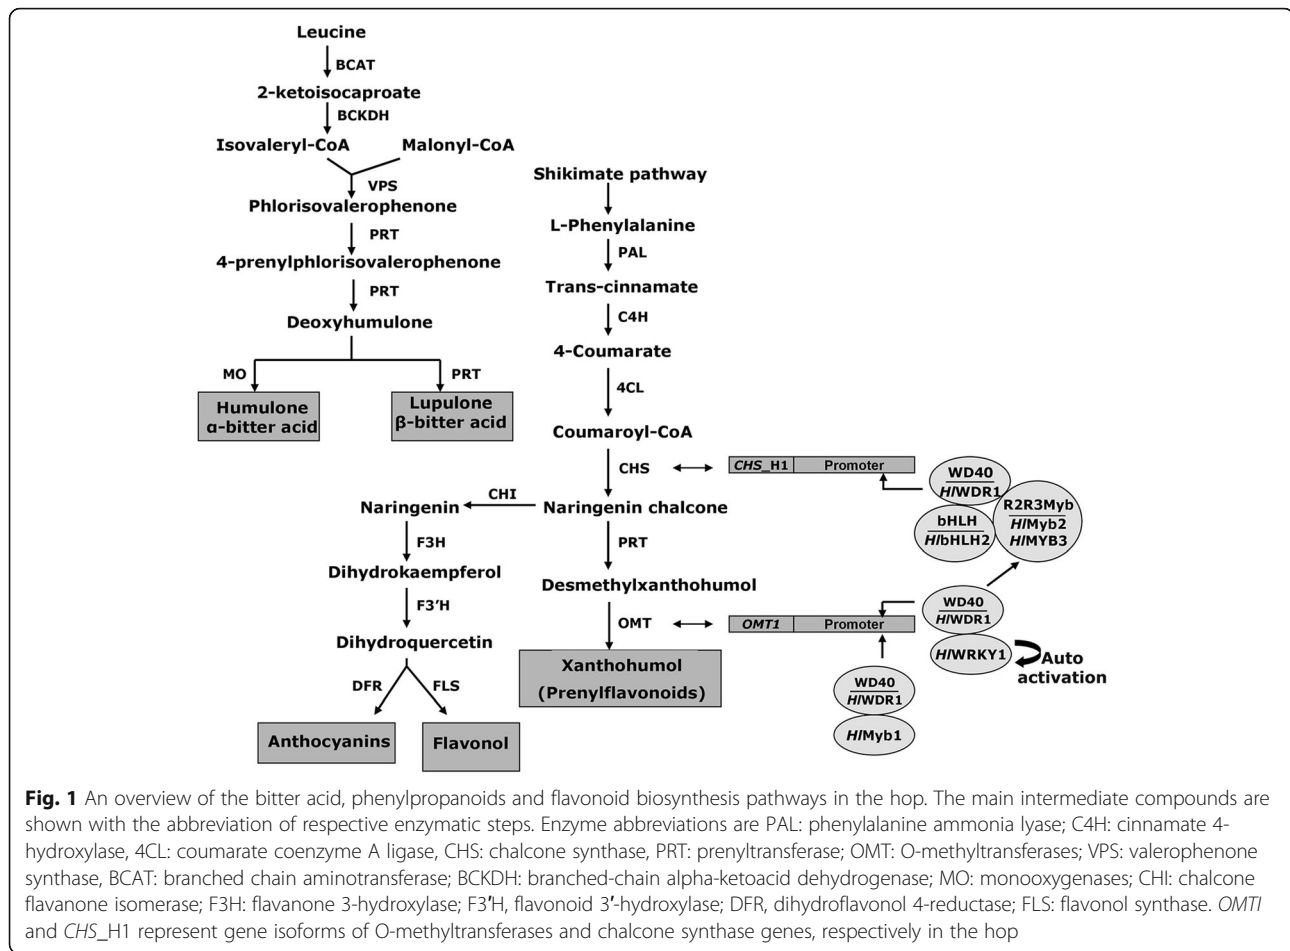 Leucine
BCAT
2-ketoisocaproate
BCKDH
Isovaleryl-CoA
Malonyl-CoA
VPS
Phlorisovalerophenone
PRT
4-prenylphlorisovalerophenone
PRT
Deoxyhumulone
MO
PRT
Humulone
α-bitter acid
Lupulone
β-bitter acid
Shikimate pathway
L-Phenylalanine
PAL
Trans-cinnamate
C4H
4-Coumarate
4CL
Coumaroyl-CoA
CHS
CHS_H1
Promoter
WD40
HlWDR1
bHLH
HlbHLH2
R2R3Myb
HlMyb2
HlMYB3
Naringenin
CHI
Naringenin chalcone
F3H
PRT
Dihydrokaempferol
Desmethylxanthohumol
F3'H
OMT
OMT1
Promoter
WD40
HlWDR1
HlWRKY1
Auto
activation
Dihydroquercetin
Xanthohumol
(Prenylflavonoids)
WD40
HlWDR1
HlMyb1
DFR
FLS
Anthocyanins
Flavonol
Fig. 1 An overview of the bitter acid, phenylpropanoids and flavonoid biosynthesis pathways in the hop. The main intermediate compounds are
shown with the abbreviation of respective enzymatic steps. Enzyme abbreviations are PAL: phenylalanine ammonia lyase; C4H: cinnamate 4-
hydroxylase, 4CL: coumarate coenzyme A ligase, CHS: chalcone synthase, PRT: prenyltransferase; OMT: O-methyltransferases; VPS: valerophenone
synthase, BCAT: branched chain aminotransferase; BCKDH: branched-chain alpha-ketoacid dehydrogenase; MO: monooxygenases; CHI: chalcone
flavanone isomerase; F3H: flavanone 3-hydroxylase; F3′H, flavonoid 3′-hydroxylase; DFR, dihydroflavonol 4-reductase; FLS: flavonol synthase. OMTI
and CHS_H1 represent gene isoforms of O-methyltransferases and chalcone synthase genes, respectively in the hop